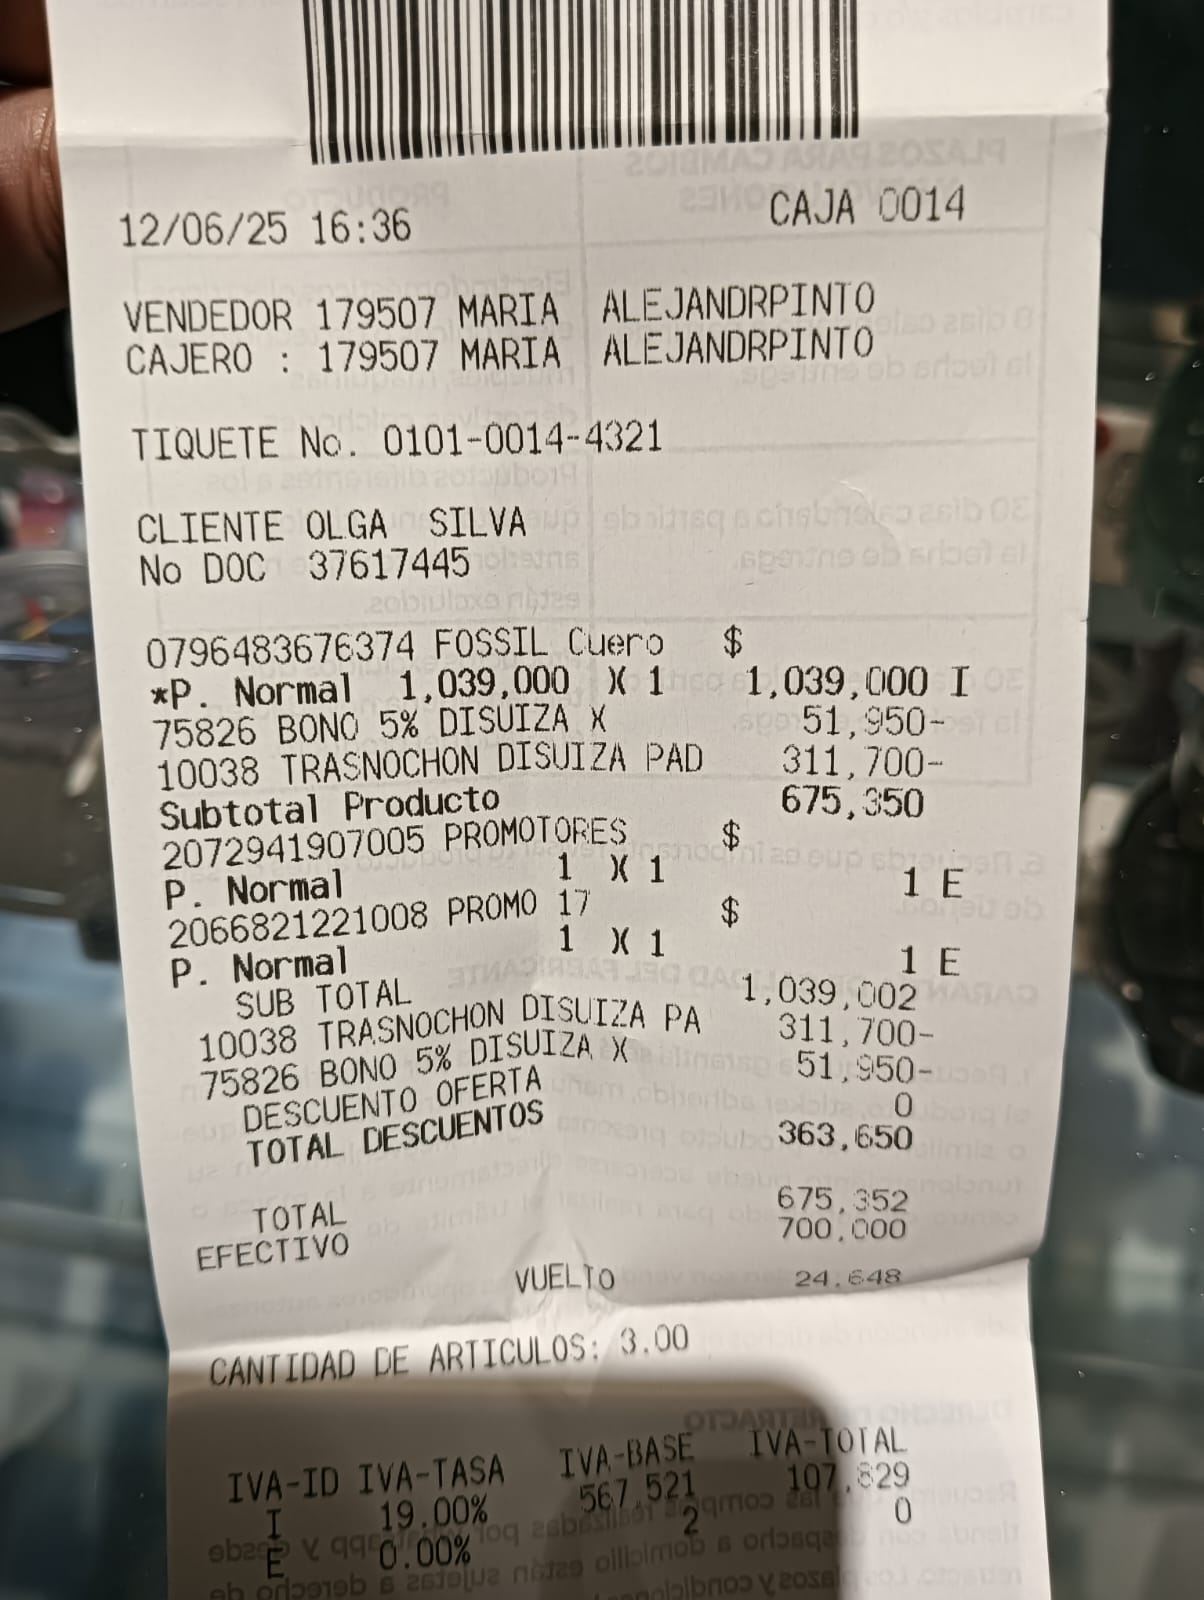 12/06/25 16:36 CAJA 0014
VENDEDOR 179507 MARIA ALEJANDRPINTO
CAJERO : 179507 MARIA ALEJANDRPINTO
TIQUETE No. 0101-0014-4321
CLIENTE OLGA SILVA
No DOC 37617445
0796483676374 FOSSIL Cuero $
*P. Normal 1,039,000 X 1 1,039,000 I
75826 BONO 5% DISUIZA X 51,950-
10038 TRASNOCHON DISUIZA PAD 311,700-
Subtotal Producto 675,350
2072941907005 PROMOTORES $
P. Normal 1 X 1 1 E
2066821221008 PROMO 17 $
P. Normal 1 X 1 1 E
SUB TOTAL 1,039,002
10038 TRASNOCHON DISUIZA PA 311,700-
75826 BONO 5% DISUIZA X 51,950-
DESCUENTO OFERTA 0
TOTAL DESCUENTOS 363,650
TOTAL 675,352
EFECTIVO 700,000
VUELTO 24,648
CANTIDAD DE ARTICULOS: 3.00
IVA-ID IVA-TASA IVA-BASE IVA-TOTAL
I 19.00% 567,521 107,829
E 0.00% 2 0